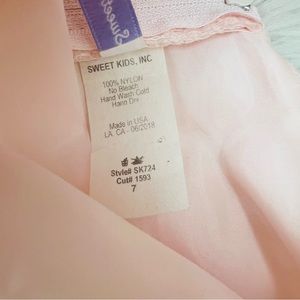 Sweet
SWEET KIDS, INC
100% NYLON
No Bleach
Hand Wash Cold
Hang Dry
Made in USA
LA, CA - 06/2018
Style# SK724
Cut# 1593
7